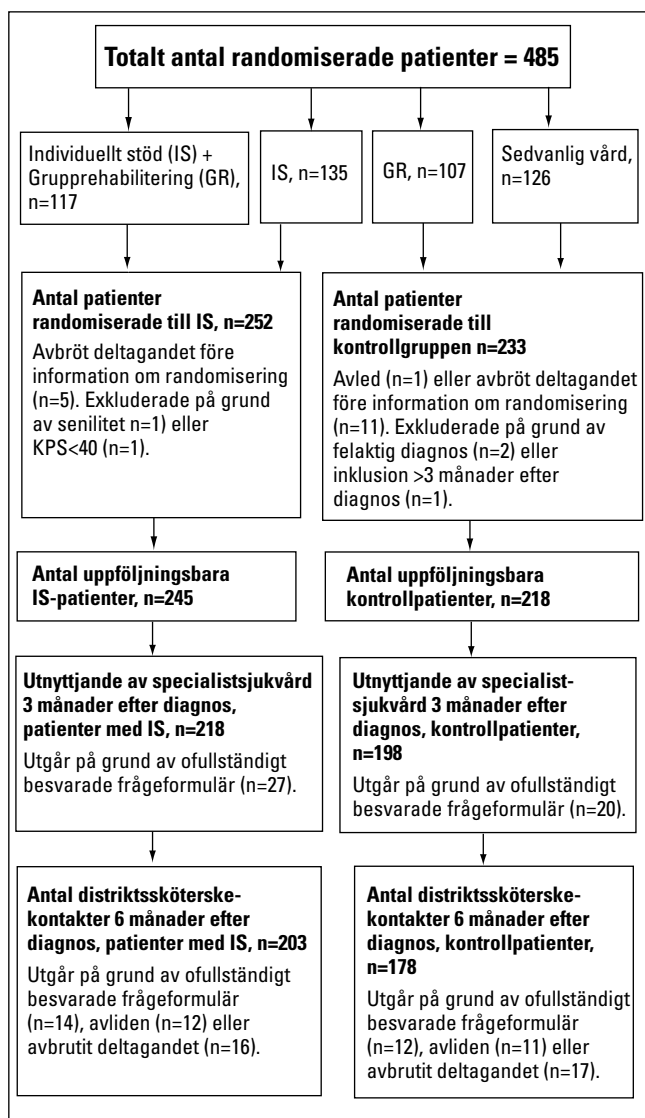 Totalt antal randomiserade patienter = 485
Individuellt stöd (IS) +
Grupprehabilitering (GR),
n=117
IS, n=135
GR, n=107
Sedvanlig vård,
n=126
Antal patienter
randomiserade till IS, n=252
Avbröt deltagandet före
information om randomisering
(n=5). Exkluderade på grund
av senilitet n=1) eller
KPS<40 (n=1).
Antal patienter
randomiserade till
kontrollgruppen n=233
Avled (n=1) eller avbröt deltagandet
före information om randomisering
(n=11). Exkluderade på grund av
felaktig diagnos (n=2) eller
inklusion >3 månader efter
diagnos (n=1).
Antal uppföljningsbara
IS-patienter, n=245
Antal uppföljningsbara
kontrollpatienter, n=218
Utnyttjande av specialistsjukvård
3 månader efter diagnos,
patienter med IS, n=218
Utgår på grund av ofullständigt
besvarade frågeformulär (n=27).
Utnyttjande av specialist-
sjukvård 3 månader efter
diagnos, kontrollpatienter,
n=198
Utgår på grund av ofullständigt
besvarade frågeformulär (n=20).
Antal distriktssköterske-
kontakter 6 månader efter
diagnos, patienter med IS, n=203
Utgår på grund av ofullständigt
besvarade frågeformulär
(n=14), avliden (n=12) eller
avbrutit deltagandet (n=16).
Antal distriktssköterske-
kontakter 6 månader efter
diagnos, kontrollpatienter,
n=178
Utgår på grund av ofullständigt
besvarade frågeformulär
(n=12), avliden (n=11) eller
avbrutit deltagandet (n=17).